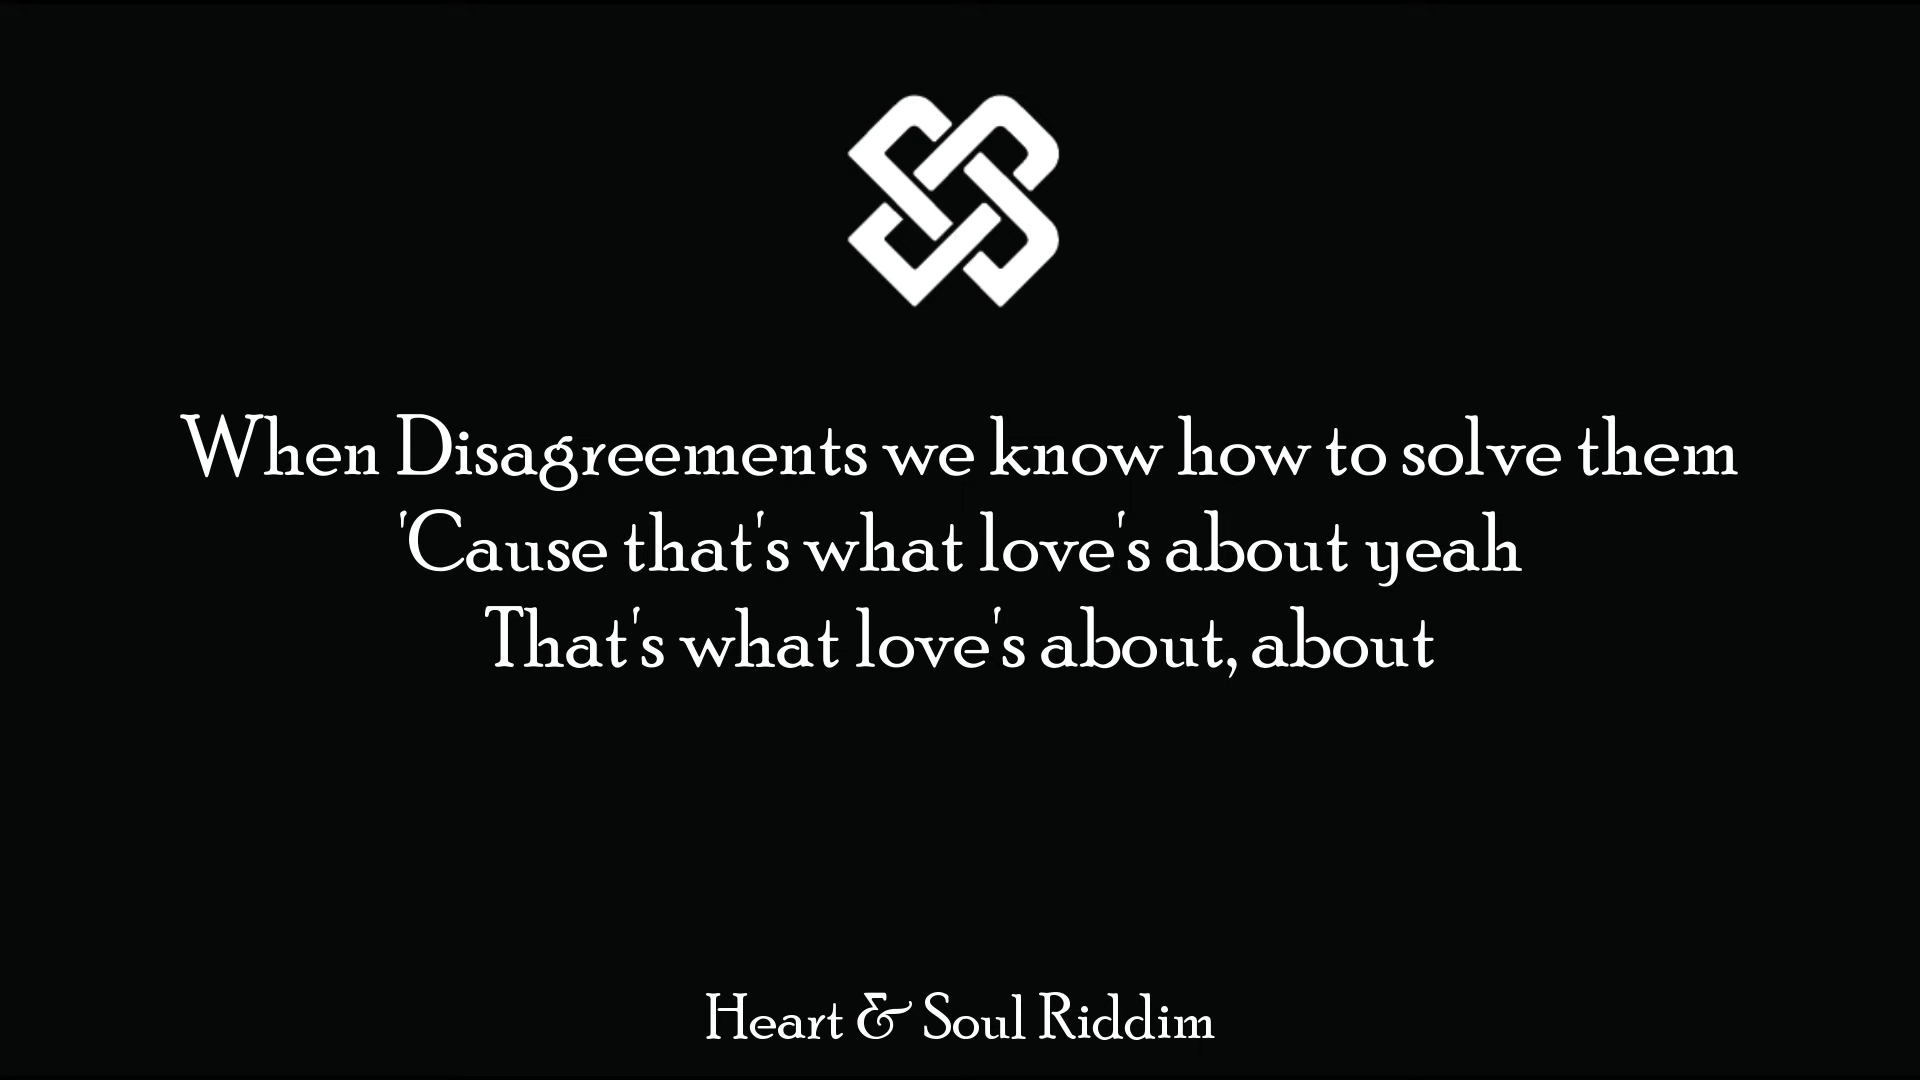 When Disagreements we know how to solve them
'Cause that's what love's about yeah
That's what love's about, about
Heart & Soul Riddim